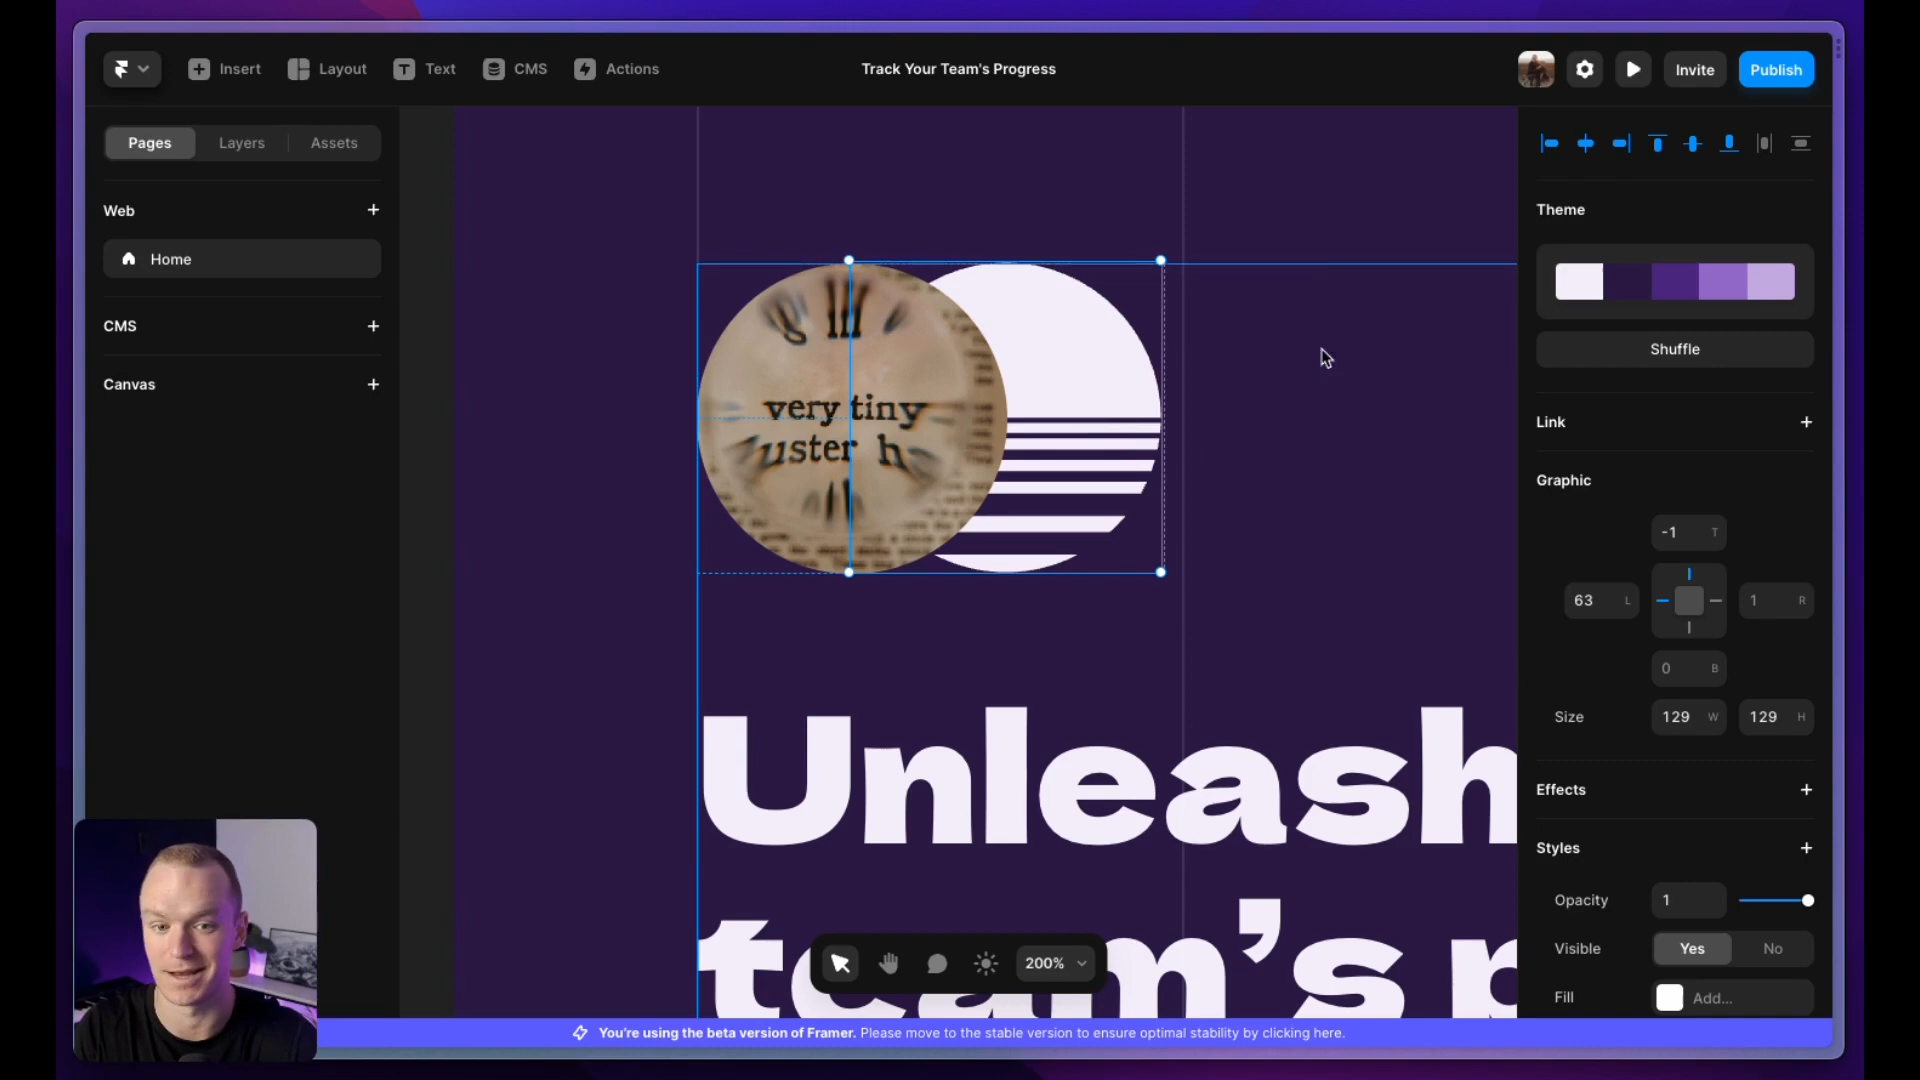 Insert
Layout
Text
CMS
Actions
Track Your Team's Progress
Invite
Publish
Pages
Layers
Assets
Web
Home
CMS
Canvas
very tiny
uster h
Unleash
team's p
200%
Theme
Shuffle
Link
Graphic
-1 T
63 L
1 R
0 B
Size
129 W
129 H
Effects
Styles
Opacity
1
Visible
Yes
No
Fill
Add...
You're using the beta version of Framer. Please move to the stable version to ensure optimal stability by clicking here.